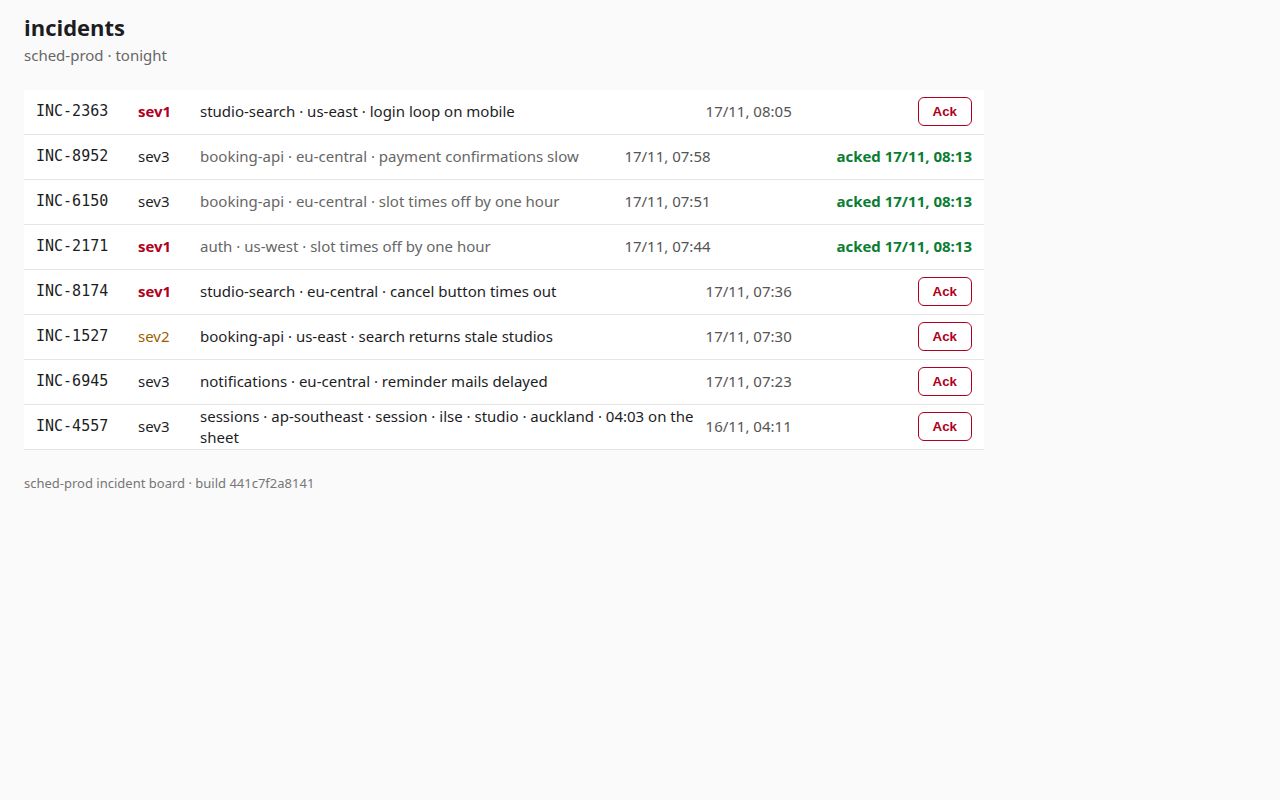 incidents
sched-prod · tonight
INC-2363 sev1 studio-search · us-east · login loop on mobile 17/11, 08:05 Ack
INC-8952 sev3 booking-api · eu-central · payment confirmations slow 17/11, 07:58 acked 17/11, 08:13
INC-6150 sev3 booking-api · eu-central · slot times off by one hour 17/11, 07:51 acked 17/11, 08:13
INC-2171 sev1 auth · us-west · slot times off by one hour 17/11, 07:44 acked 17/11, 08:13
INC-8174 sev1 studio-search · eu-central · cancel button times out 17/11, 07:36 Ack
INC-1527 sev2 booking-api · us-east · search returns stale studios 17/11, 07:30 Ack
INC-6945 sev3 notifications · eu-central · reminder mails delayed 17/11, 07:23 Ack
INC-4557 sev3 sessions · ap-southeast · session · ilse · studio · auckland · 04:03 on the 16/11, 04:11 Ack
sheet
sched-prod incident board · build 441c7f2a8141